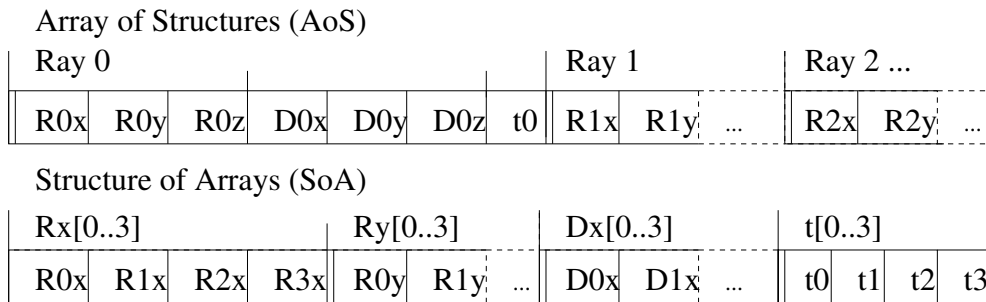 Array of Structures (AoS)
Ray 0 Ray 1 Ray 2 ...
R0x R0y R0z D0x D0y D0z t0 R1x R1y ... R2x R2y ...
Structure of Arrays (SoA)
Rx[0..3] Ry[0..3] Dx[0..3] t[0..3]
R0x R1x R2x R3x R0y R1y ... D0x D1x ... t0 t1 t2 t3